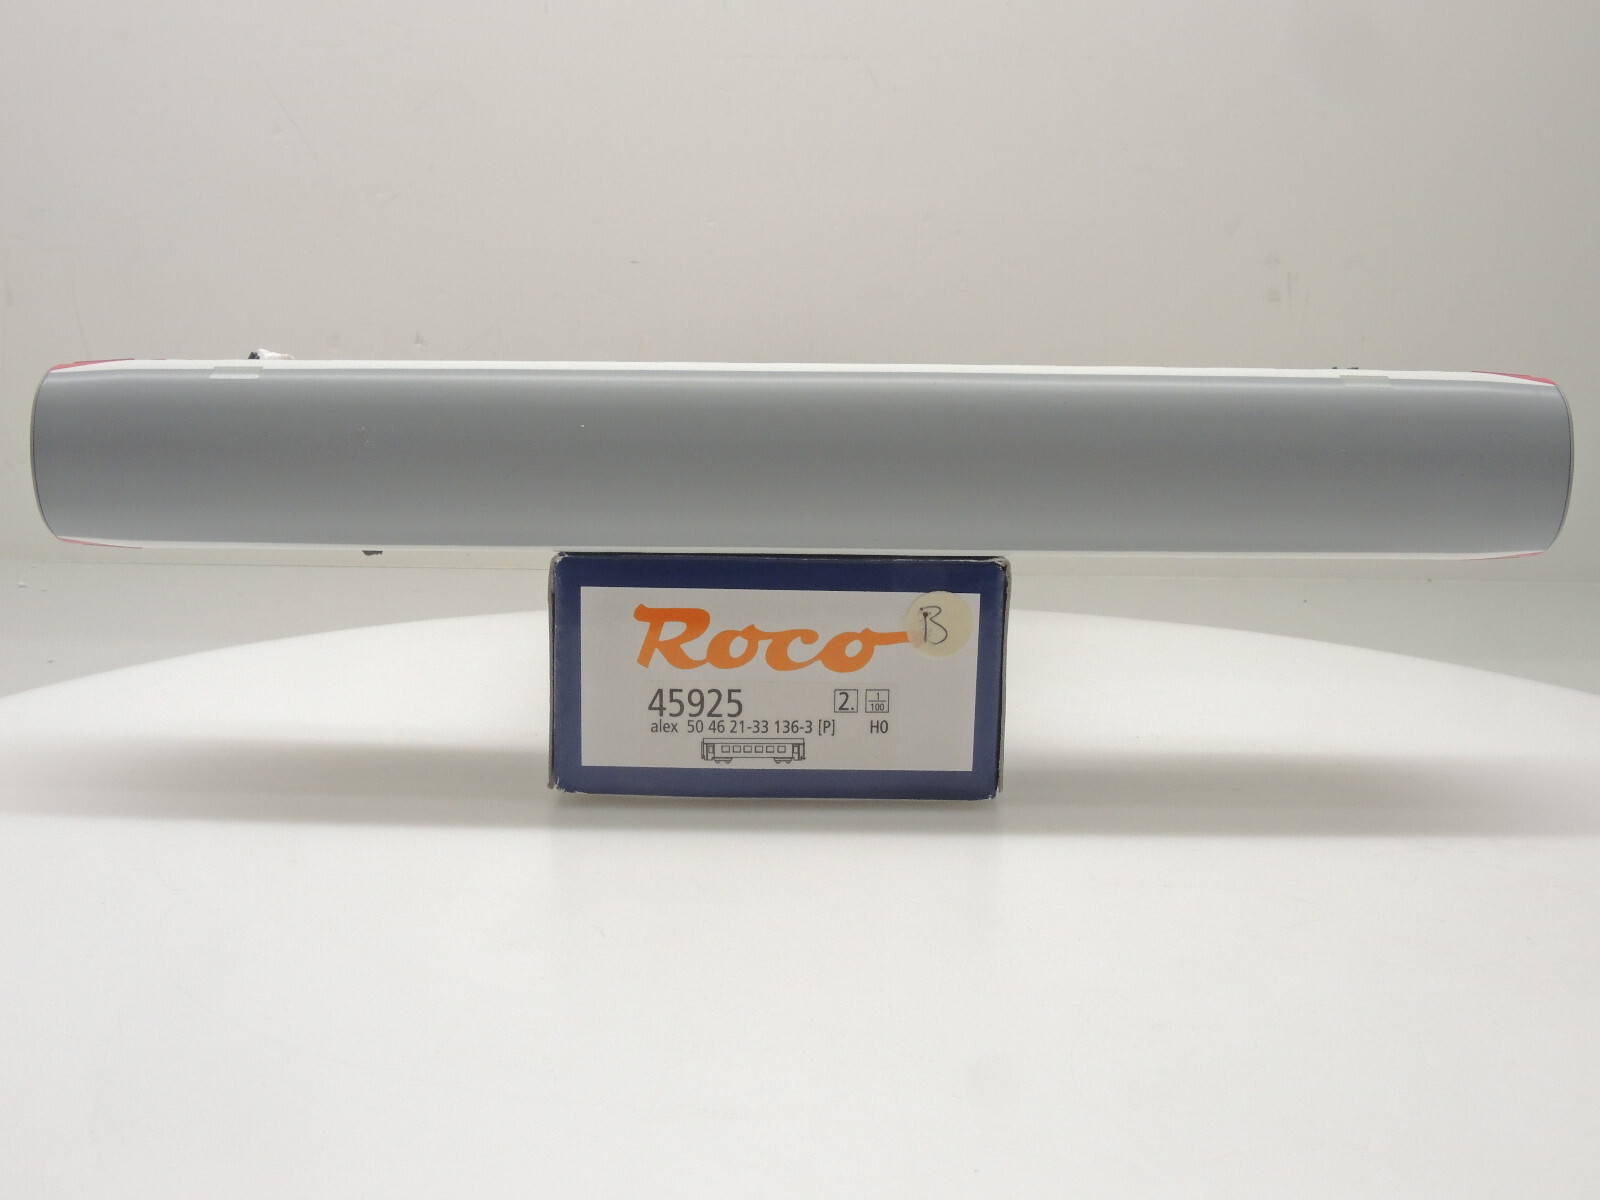 Roco B
45925 2. 1/100
alex 50 46 21-33 136-3 [P] H0